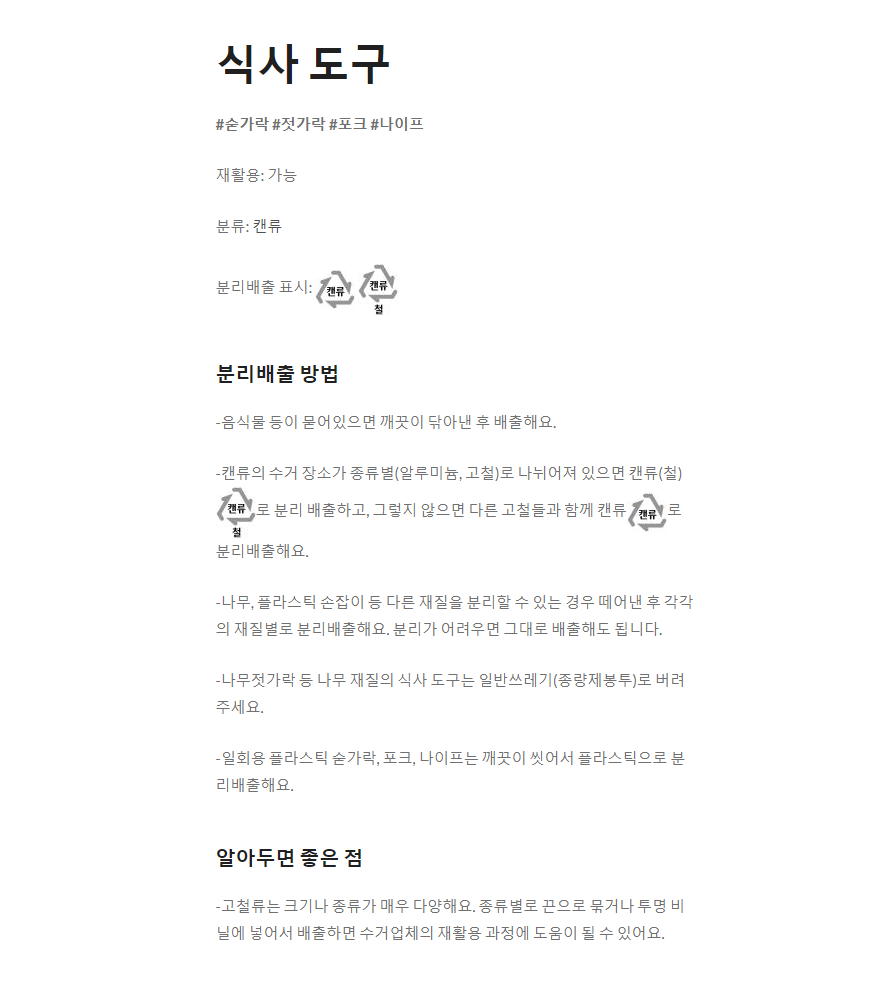 식사 도구
#숟가락 #젓가락 #포크 #나이프
재활용: 가능
분류: 캔류
분리배출 표시: 캔류 캔류 철
분리배출 방법
-음식물 등이 묻어있으면 깨끗이 닦아낸 후 배출해요.
-캔류의 수거 장소가 종류별(알루미늄, 고철)로 나뉘어져 있으면 캔류(철)
캔류 철 로 분리 배출하고, 그렇지 않으면 다른 고철들과 함께 캔류 캔류 로
분리배출해요.
-나무, 플라스틱 손잡이 등 다른 재질을 분리할 수 있는 경우 떼어낸 후 각각
의 재질별로 분리배출해요. 분리가 어려우면 그대로 배출해도 됩니다.
-나무젓가락 등 나무 재질의 식사 도구는 일반쓰레기(종량제봉투)로 버려
주세요.
-일회용 플라스틱 숟가락, 포크, 나이프는 깨끗이 씻어서 플라스틱으로 분
리배출해요.
알아두면 좋은 점
-고철류는 크기나 종류가 매우 다양해요. 종류별로 끈으로 묶거나 투명 비
닐에 넣어서 배출하면 수거업체의 재활용 과정에 도움이 될 수 있어요.